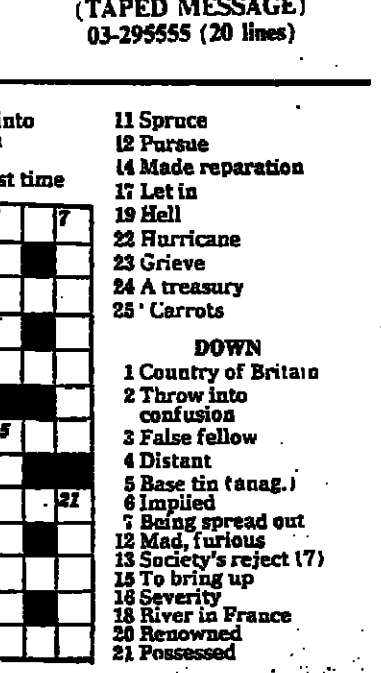 (TAPED MESSAGE)
03-295555 (20 lines)
into
st time
11 Spruce
12 Pursue
14 Made reparation
17 Let in
19 Hell
22 Hurricane
23 Grieve
24 A treasury
25 Carrots
7
5
21
DOWN
1 Country of Britain
2 Throw into
confusion
3 False fellow
4 Distant
5 Base tin (anag.)
6 Implied
7 Being spread out
12 Mad, furious
13 Society's reject (7)
15 To bring up
16 Severity
18 River in France
20 Renowned
21 Possessed